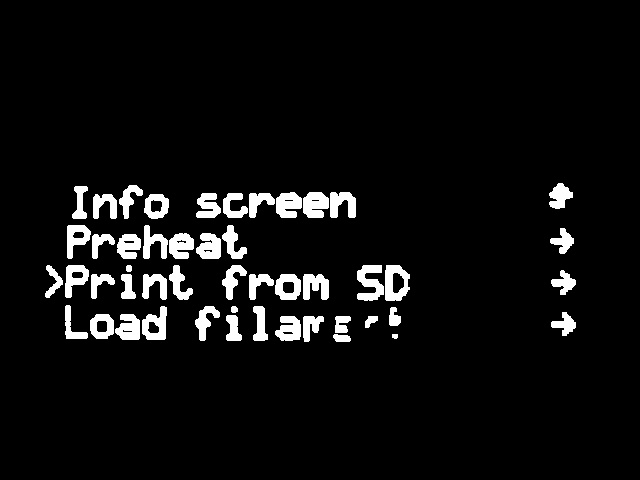 Info screen
Preheat →
>Print from SD →
Load →